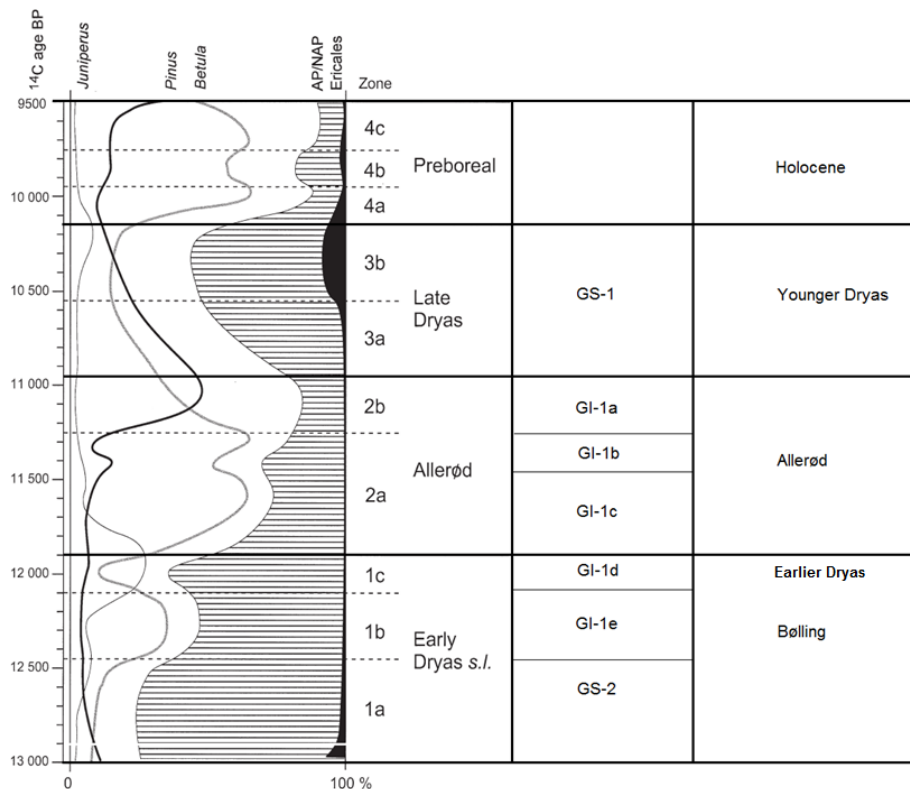 14C age BP
Juniperus
Pinus
Betula
AP/NAP
Ericales
Zone
9500
4c
4b
Preboreal
Holocene
10 000
4a
3b
10 500
Late
Dryas
GS-1
Younger Dryas
3a
11 000
2b
GI-1a
GI-1b
Allerød
Allerød
11 500
2a
GI-1c
12 000
1c
GI-1d
Earlier Dryas
1b
Early
Dryas s.l.
GI-1e
Bølling
12 500
GS-2
1a
13 000
0
100 %